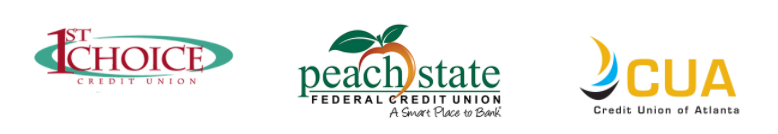 1ST CHOICE
CREDIT UNION
peach state
FEDERAL CREDIT UNION
A Smart Place to Bank
CUA
Credit Union of Atlanta